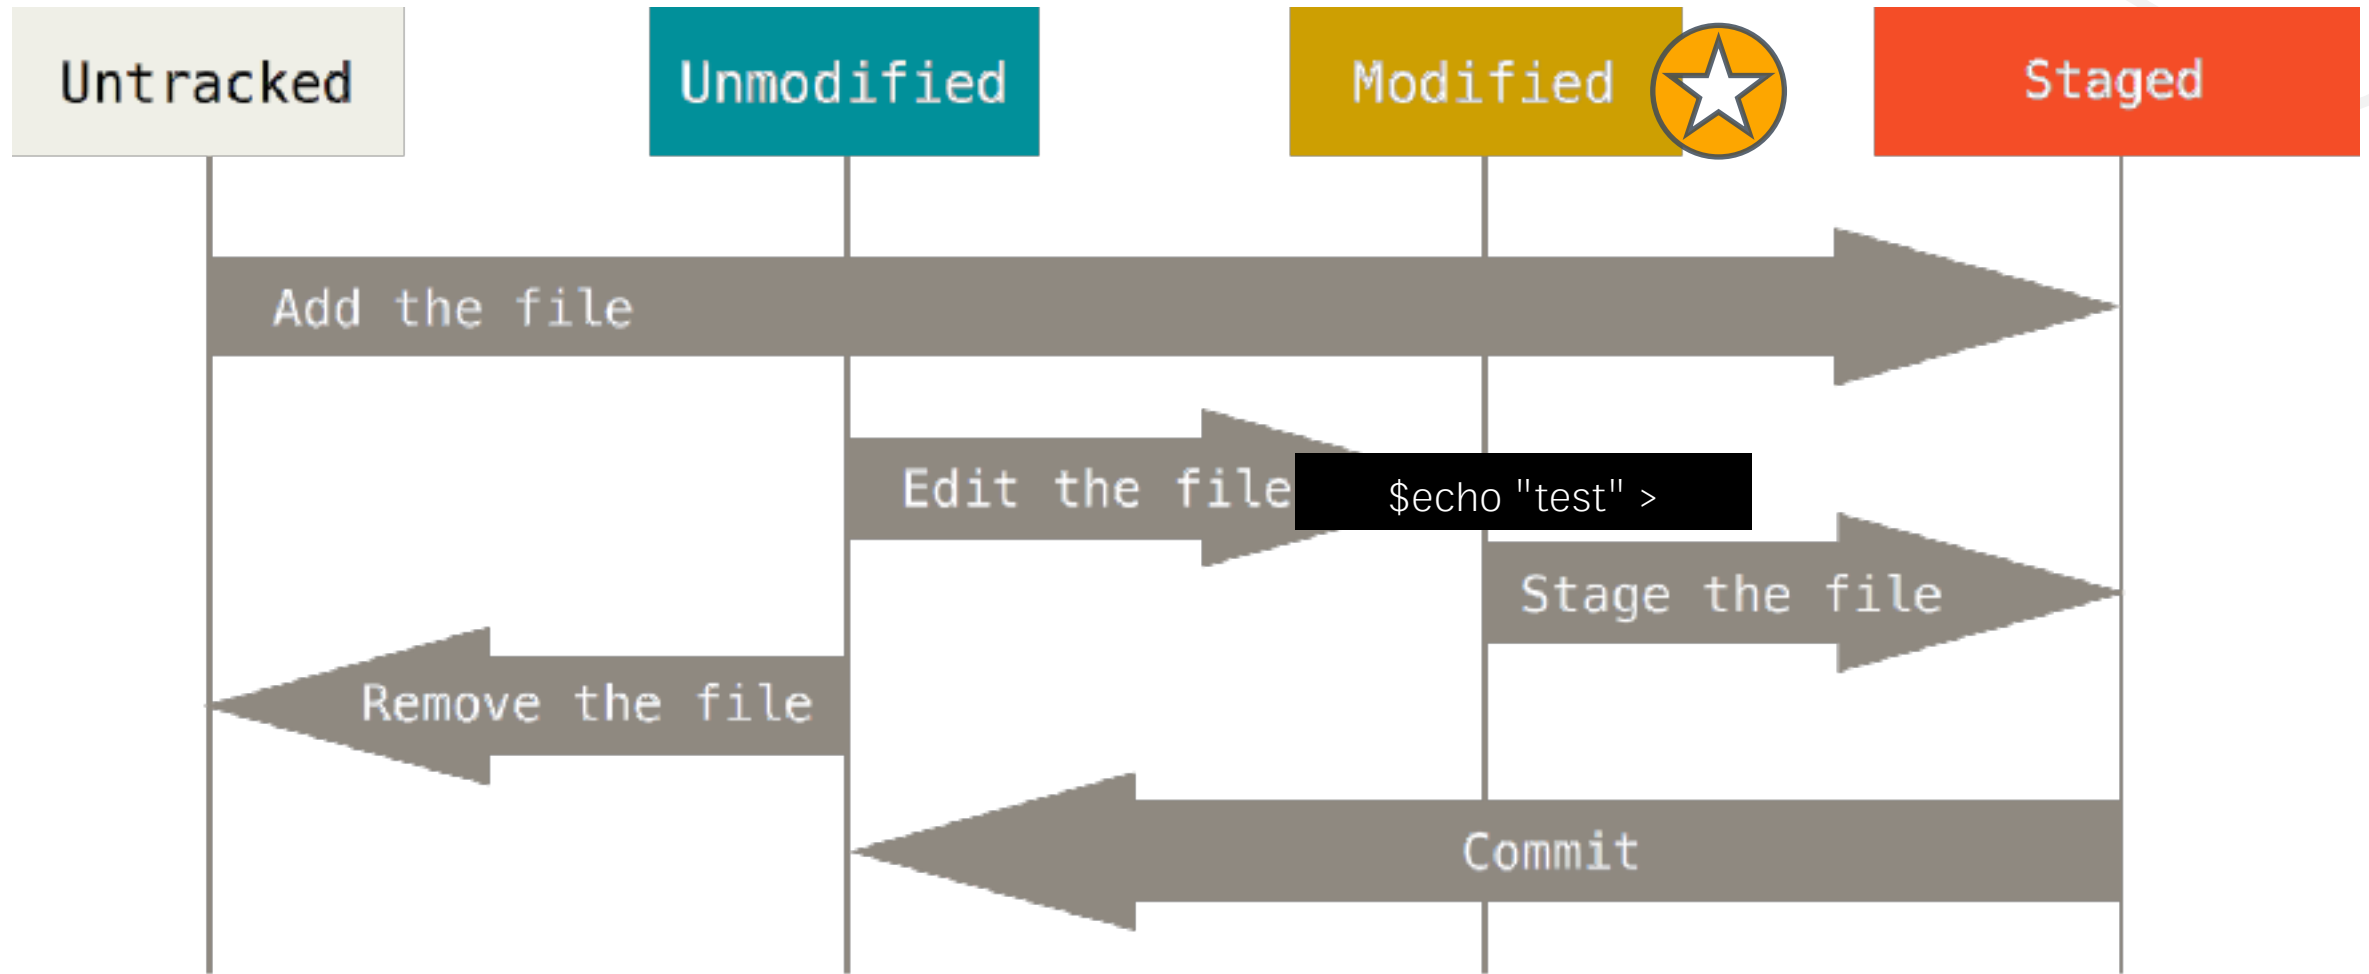 Untracked
Unmodified
Modified
Staged
Add the file
Edit the file
$echo "test" >
Stage the file
Remove the file
Commit